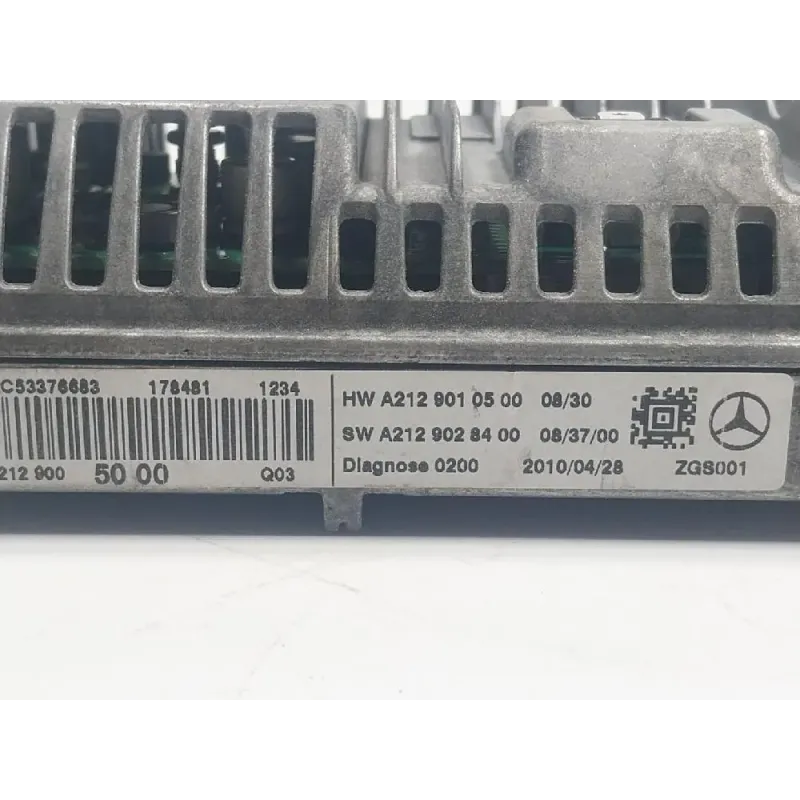 C53376683 178481 1234
212 900 50 00 Q03
HW A212 901 05 00 08/30
SW A212 902 84 00 08/37/00
Diagnose 0200 2010/04/28 ZGS001